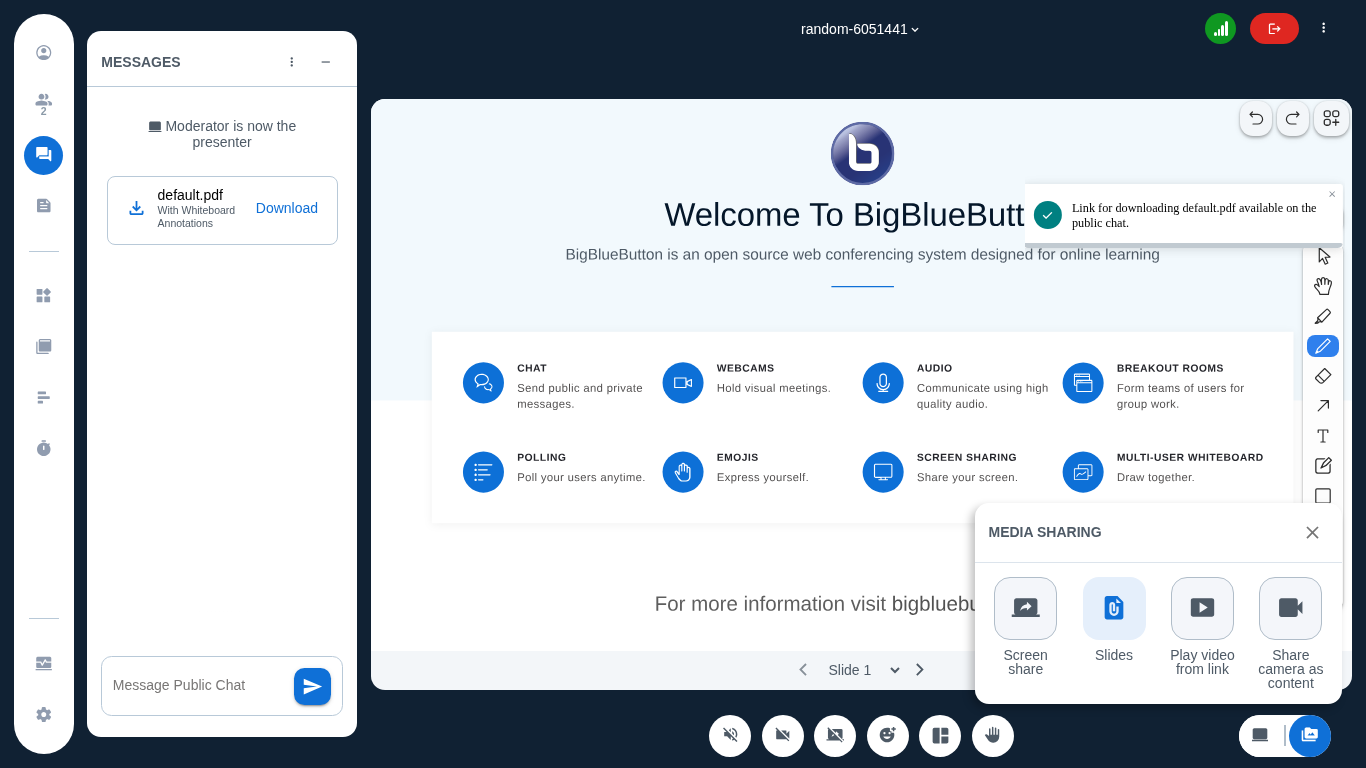 random-6051441
2
MESSAGES
Moderator is now the
presenter
default.pdf
With Whiteboard
Annotations
Download
Message Public Chat
Welcome To BigBlueButt
BigBlueButton is an open source web conferencing system designed for online learning
Link for downloading default.pdf available on the
public chat.
CHAT
Send public and private
messages.
WEBCAMS
Hold visual meetings.
AUDIO
Communicate using high
quality audio.
BREAKOUT ROOMS
Form teams of users for
group work.
POLLING
Poll your users anytime.
EMOJIS
Express yourself.
SCREEN SHARING
Share your screen.
MULTI-USER WHITEBOARD
Draw together.
For more information visit bigbluebu
Slide 1
MEDIA SHARING
Screen
share
Slides
Play video
from link
Share
camera as
content